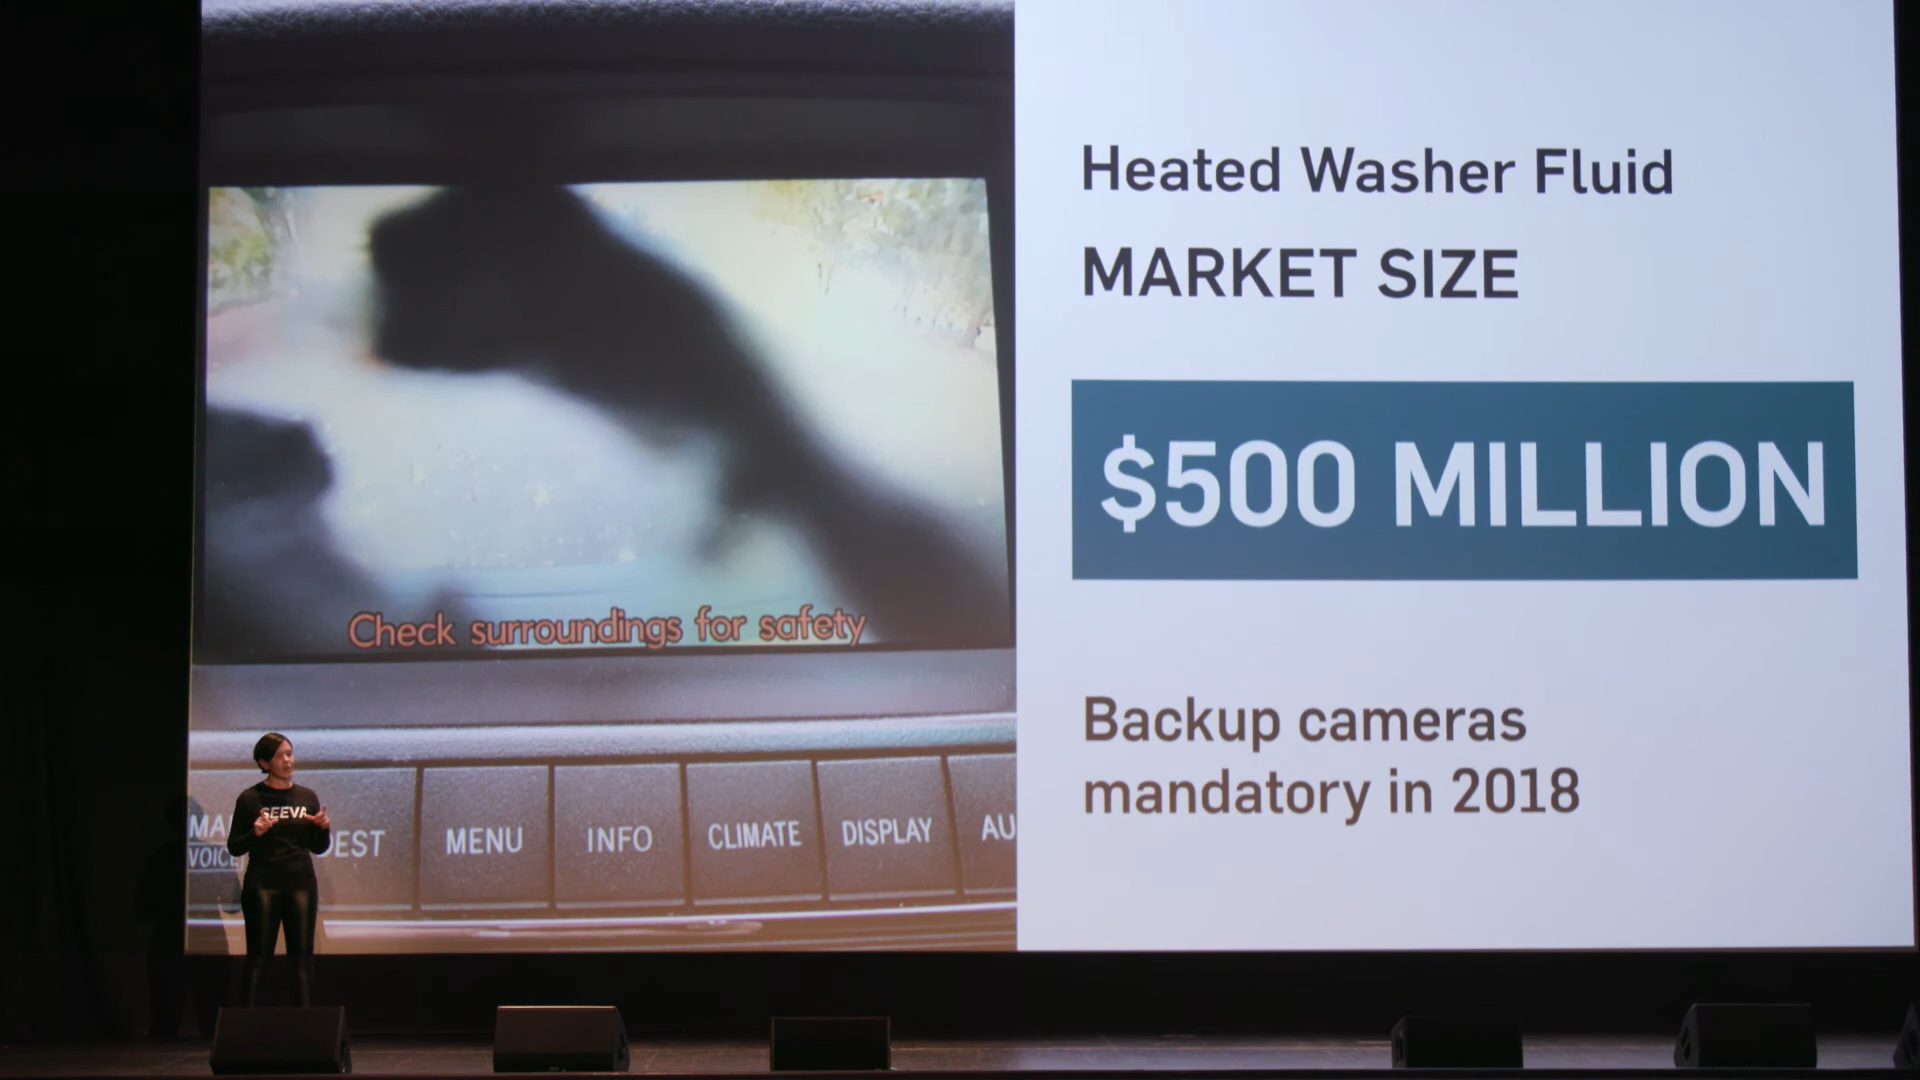 Heated Washer Fluid
MARKET SIZE
$500 MILLION
Backup cameras
mandatory in 2018
Check surroundings for safety
VOICE
MENU
INFO
CLIMATE
DISPLAY
SEEVA